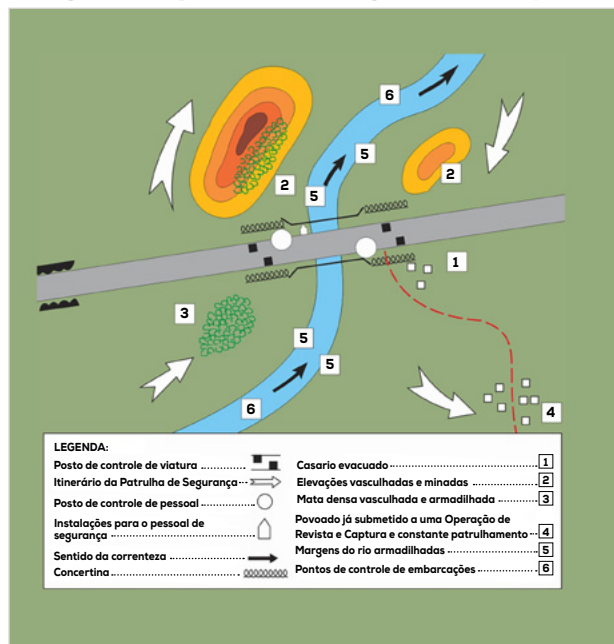 6
5
2
5
2
1
3
5
5
6
4
LEGENDA:
Posto de controle de viatura
Itinerário da Patrulha de Segurança
Posto de controle de pessoal
Instalações para o pessoal de
segurança
Sentido da correnteza
Concertina
Casario evacuado 1
Elevações vasculhadas e minadas 2
Mata densa vasculhada e armadilhada 3
Povoado já submetido a uma Operação de
Revista e Captura e constante patrulhamento 4
Margens do rio armadilhadas 5
Pontos de controle de embarcações 6